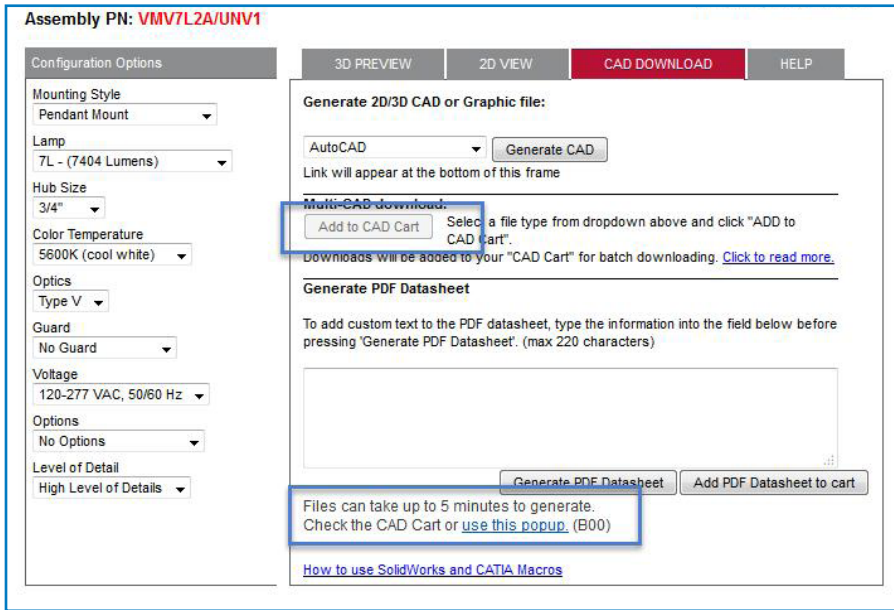 Assembly PN: VMV7L2A/UNV1
Configuration Options
Mounting Style
Pendant Mount
Lamp
7L - (7404 Lumens)
Hub Size
3/4"
Color Temperature
5600K (cool white)
Optics
Type V
Guard
No Guard
Voltage
120-277 VAC, 50/60 Hz
Options
No Options
Level of Detail
High Level of Details
3D PREVIEW 2D VIEW CAD DOWNLOAD HELP
Generate 2D/3D CAD or Graphic file:
AutoCAD Generate CAD
Link will appear at the bottom of this frame
Multi-CAD download:
Add to CAD Cart
Select a file type from dropdown above and click "ADD to
CAD Cart".
Downloads will be added to your "CAD Cart" for batch downloading. Click to read more.
Generate PDF Datasheet
To add custom text to the PDF datasheet, type the information into the field below before
pressing 'Generate PDF Datasheet'. (max 220 characters)
Generate PDF Datasheet Add PDF Datasheet to cart
Files can take up to 5 minutes to generate.
Check the CAD Cart or use this popup. (B00)
How to use SolidWorks and CATIA Macros